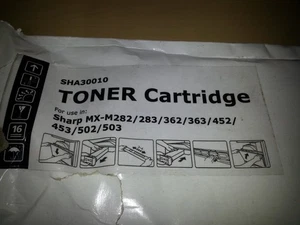 SHA30010
TONER Cartridge
For use in:
Sharp MX-M282/283/362/363/452/
453/502/503
16